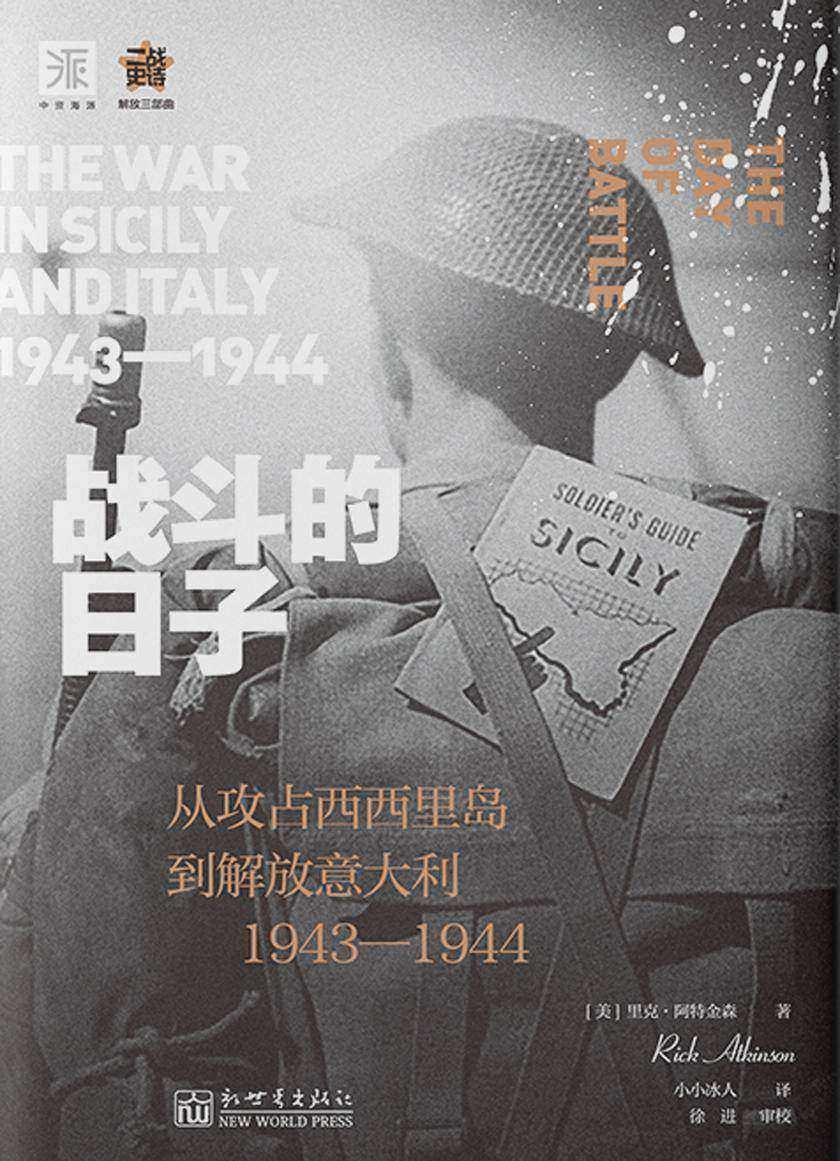 派
中资海派
二战
史诗
解放三部曲
THE WAR
IN SICILY
AND ITALY
1943—1944
THE
DAY
OF
BATTLE
战斗的
日子
SOLDIER'S GUIDE
TO
SICILY
从攻占西西里岛
到解放意大利
1943—1944
[美] 里克·阿特金森 著
Rick Atkinson
小小冰人 译
徐进 审校
新世界出版社
NEW WORLD PRESS